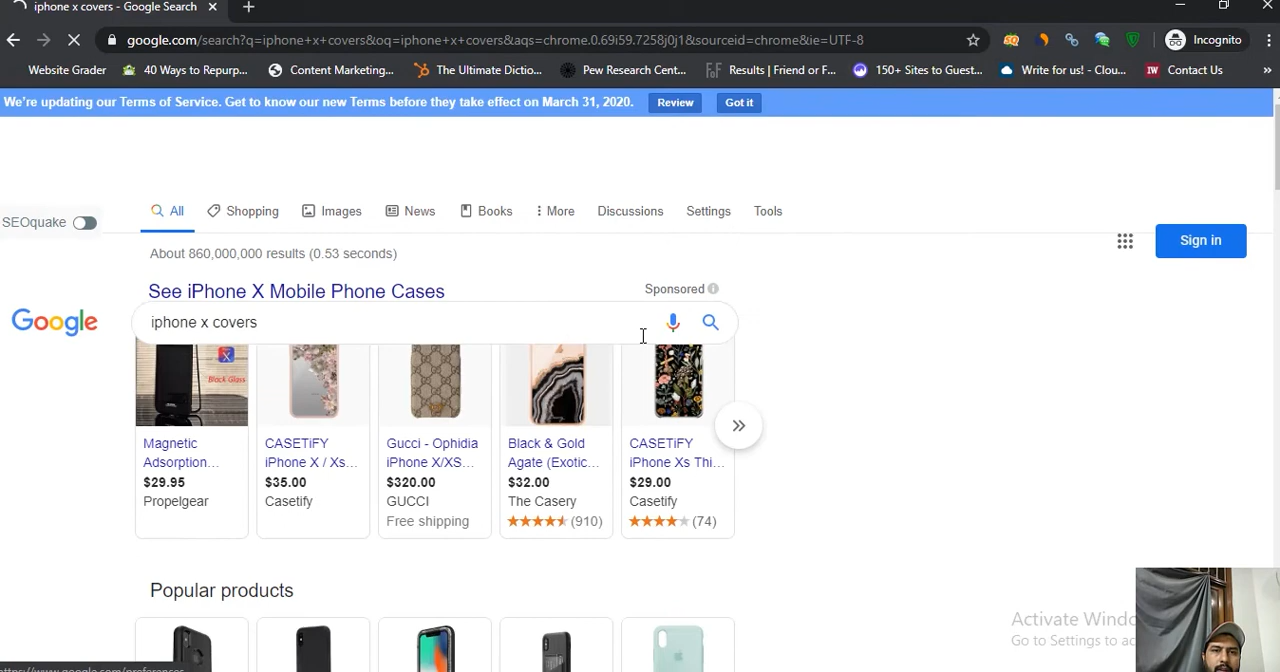 iphone x covers - Google Search
google.com/search?q=iphone+x+covers&oq=iphone+x+covers&aqs=chrome.0.69i59.7258j0j1&sourceid=chrome&ie=UTF-8
Incognito
Website Grader 40 Ways to Repurp... Content Marketing... The Ultimate Dictio... Pew Research Cent... FF Results | Friend or F... 150+ Sites to Guest... Write for us! - Clou... IW Contact Us »
We're updating our Terms of Service. Get to know our new Terms before they take effect on March 31, 2020. Review Got it
SEOquake
All Shopping Images News Books More Discussions Settings Tools
Sign in
About 860,000,000 results (0.53 seconds)
See iPhone X Mobile Phone Cases
Sponsored
Google
iphone x covers
X
Black Glass
Magnetic
Adsorption...
$29.95
Propelgear
CASETiFY
iPhone X / Xs...
$35.00
Casetify
Gucci - Ophidia
iPhone X/XS...
$320.00
GUCCI
Free shipping
Black & Gold
Agate (Exotic...
$32.00
The Casery
(910)
CASETiFY
iPhone Xs Thi...
$29.00
Casetify
(74)
»
Popular products
Activate Windo
Go to Settings to ac